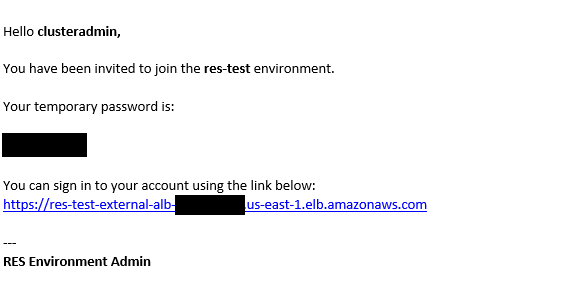 Hello clusteradmin,
You have been invited to join the res-test environment.
Your temporary password is:
You can sign in to your account using the link below:
https://res-test-external-alb- .us-east-1.elb.amazonaws.com
---
RES Environment Admin